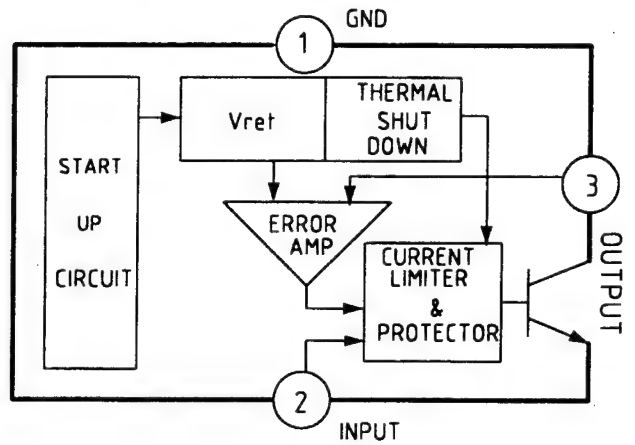 GND
1
THERMAL
SHUT
DOWN
Vret
START
UP
CIRCUIT
3
ERROR
AMP
OUTPUT
CURRENT
LIMITER
&
PROTECTOR
2
INPUT